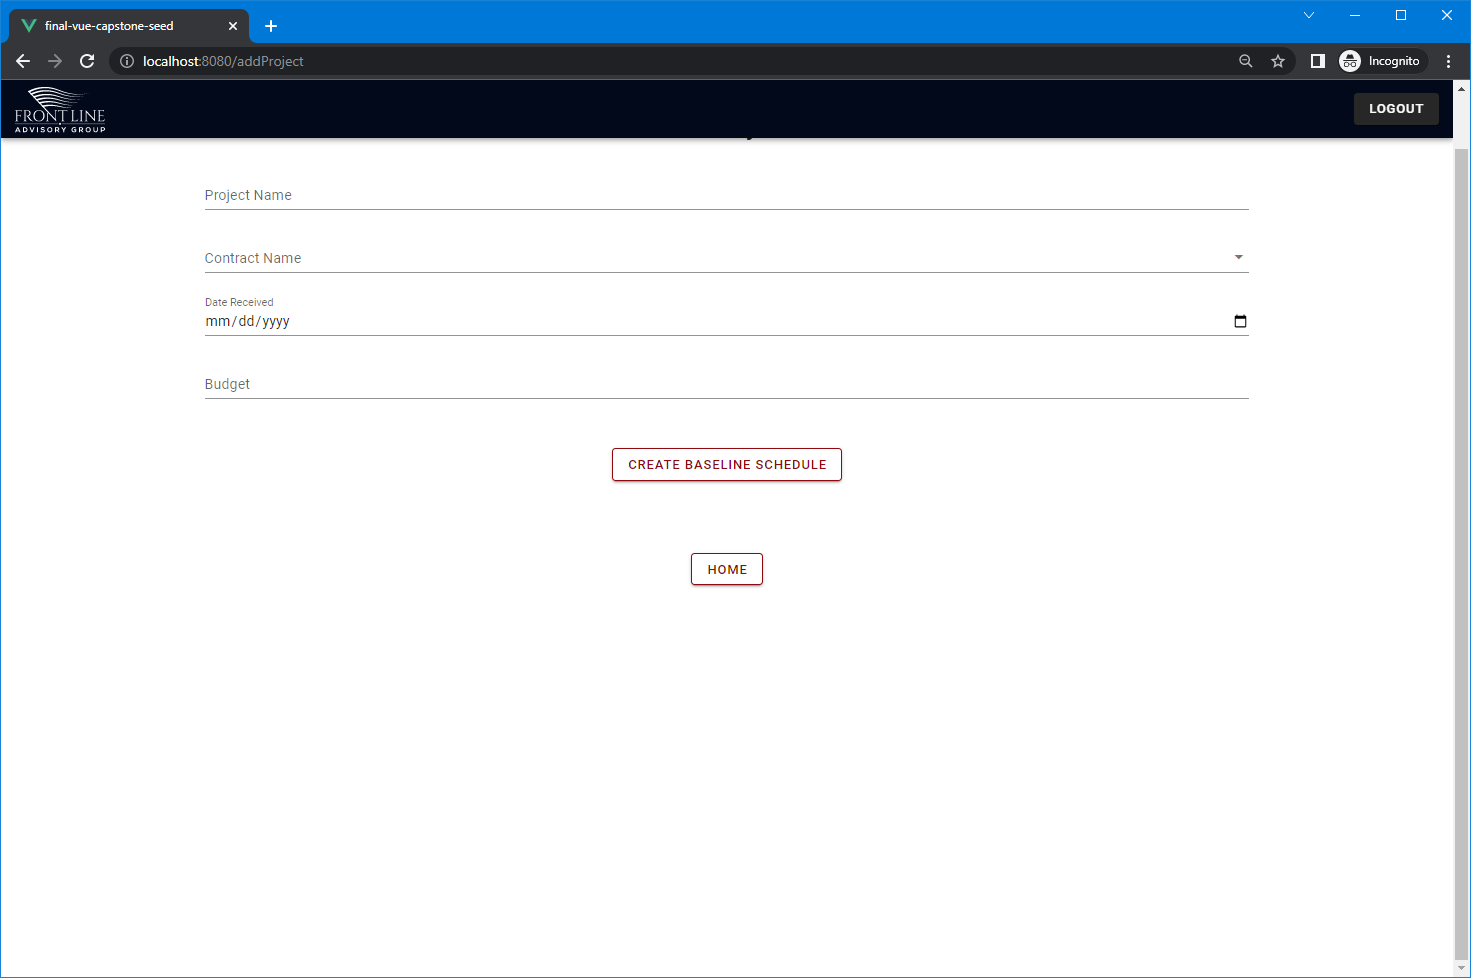 final-vue-capstone-seed
localhost:8080/addProject
Incognito
FRONT LINE
ADVISORY GROUP
LOGOUT
Project Name
Contract Name
Date Received
mm/dd/yyyy
Budget
CREATE BASELINE SCHEDULE
HOME